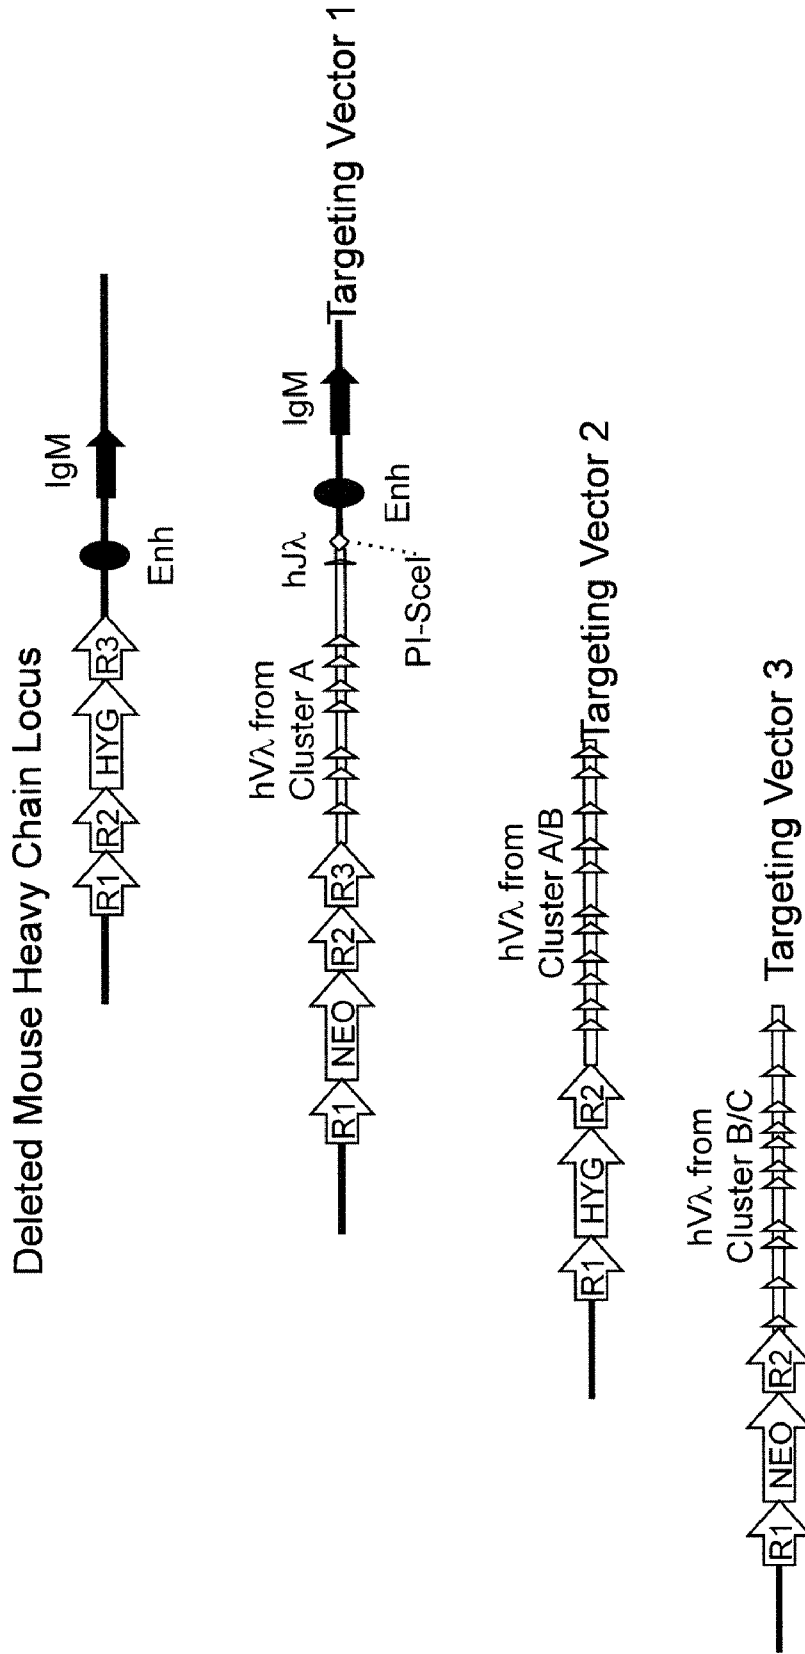 Deleted Mouse Heavy Chain Locus
R1 R2 HYG R3
Enh
IgM
hVλ from
Cluster A
hJλ
IgM
R1 NEO R2 R3
PI-SceI
Enh
Targeting Vector 1
hVλ from
Cluster A/B
R1 HYG R2
Targeting Vector 2
hVλ from
Cluster B/C
R1 NEO R2
Targeting Vector 3